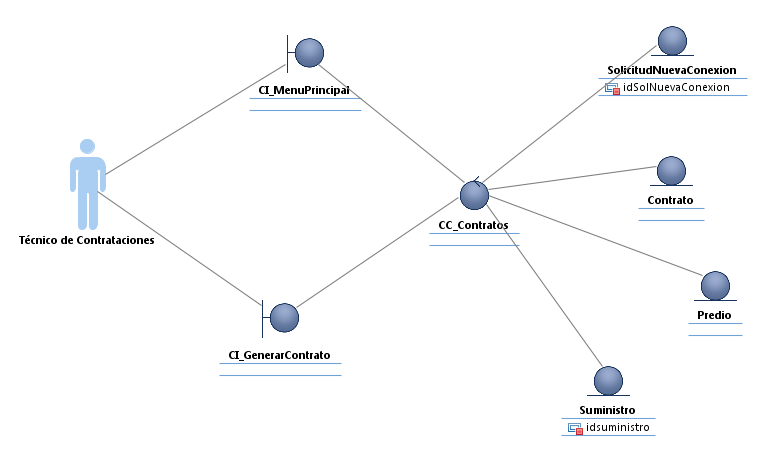 SolicitudNuevaConexion
idSolNuevaConexion
CI_MenuPrincipal
Contrato
CC_Contratos
Técnico de Contrataciones
Predio
CI_GenerarContrato
Suministro
idsuministro